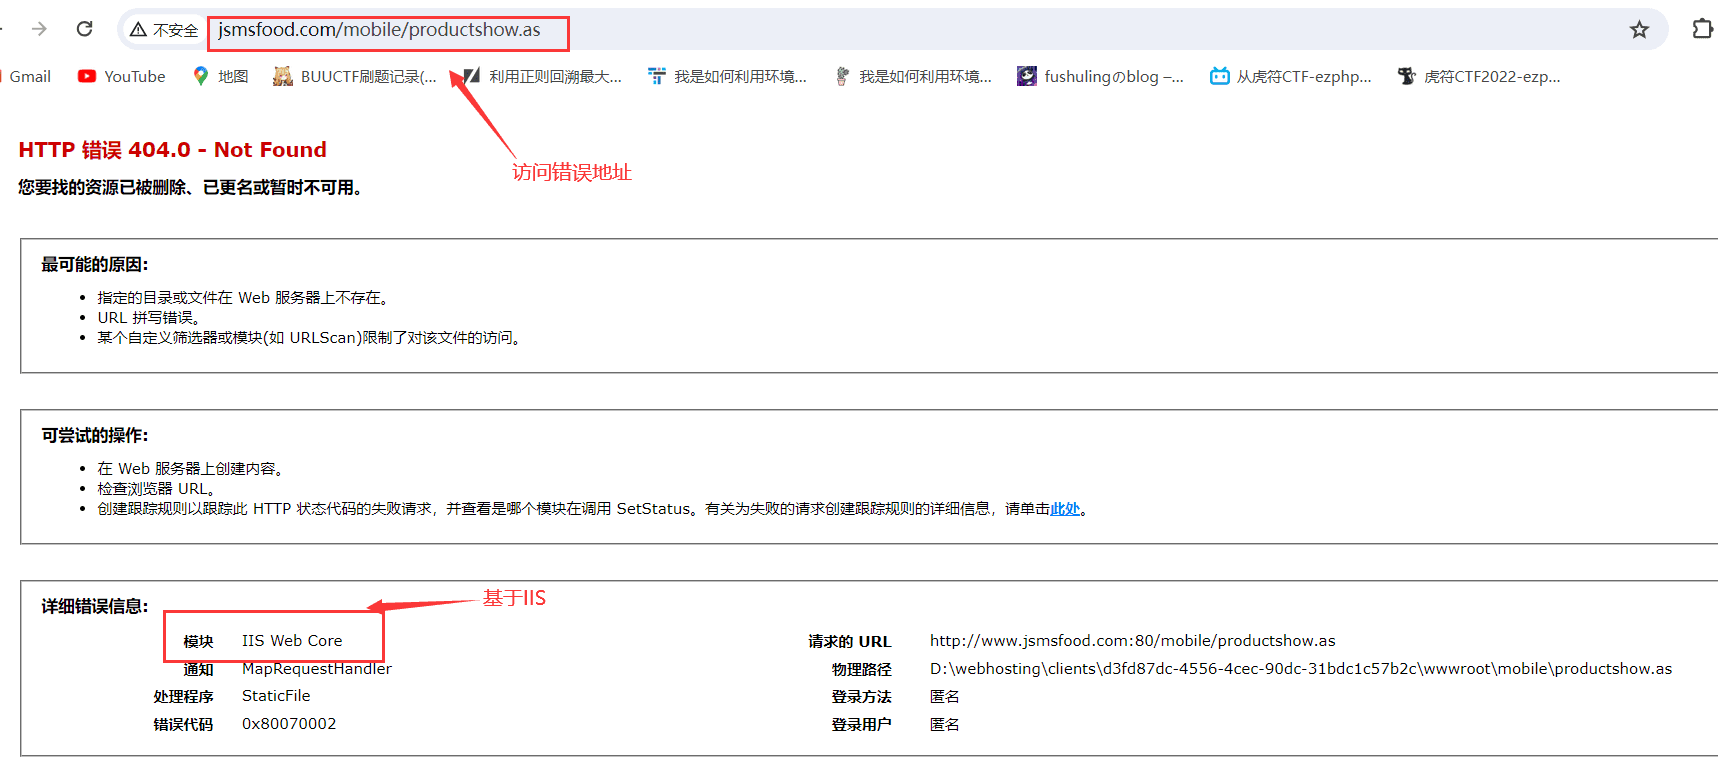 不安全 jsmsfood.com/mobile/productshow.as
Gmail YouTube 地图 BUUCTF刷题记录(... 利用正则回溯最大... 我是如何利用环境... 我是如何利用环境... fushulingのblog –... 从虎符CTF-ezphp... 虎符CTF2022-ezp...
HTTP 错误 404.0 - Not Found
访问错误地址
您要找的资源已被删除、已更名或暂时不可用。
最可能的原因:
• 指定的目录或文件在 Web 服务器上不存在。
• URL 拼写错误。
• 某个自定义筛选器或模块(如 URLScan)限制了对该文件的访问。
可尝试的操作:
• 在 Web 服务器上创建内容。
• 检查浏览器 URL。
• 创建跟踪规则以跟踪此 HTTP 状态代码的失败请求，并查看是哪个模块在调用 SetStatus。有关为失败的请求创建跟踪规则的详细信息，请单击此处。
基于IIS
详细错误信息:
模块 IIS Web Core 请求的 URL http://www.jsmsfood.com:80/mobile/productshow.as
通知 MapRequestHandler 物理路径 D:\webhosting\clients\d3fd87dc-4556-4cec-90dc-31bdc1c57b2c\wwwroot\mobile\productshow.as
处理程序 StaticFile 登录方法 匿名
错误代码 0x80070002 登录用户 匿名